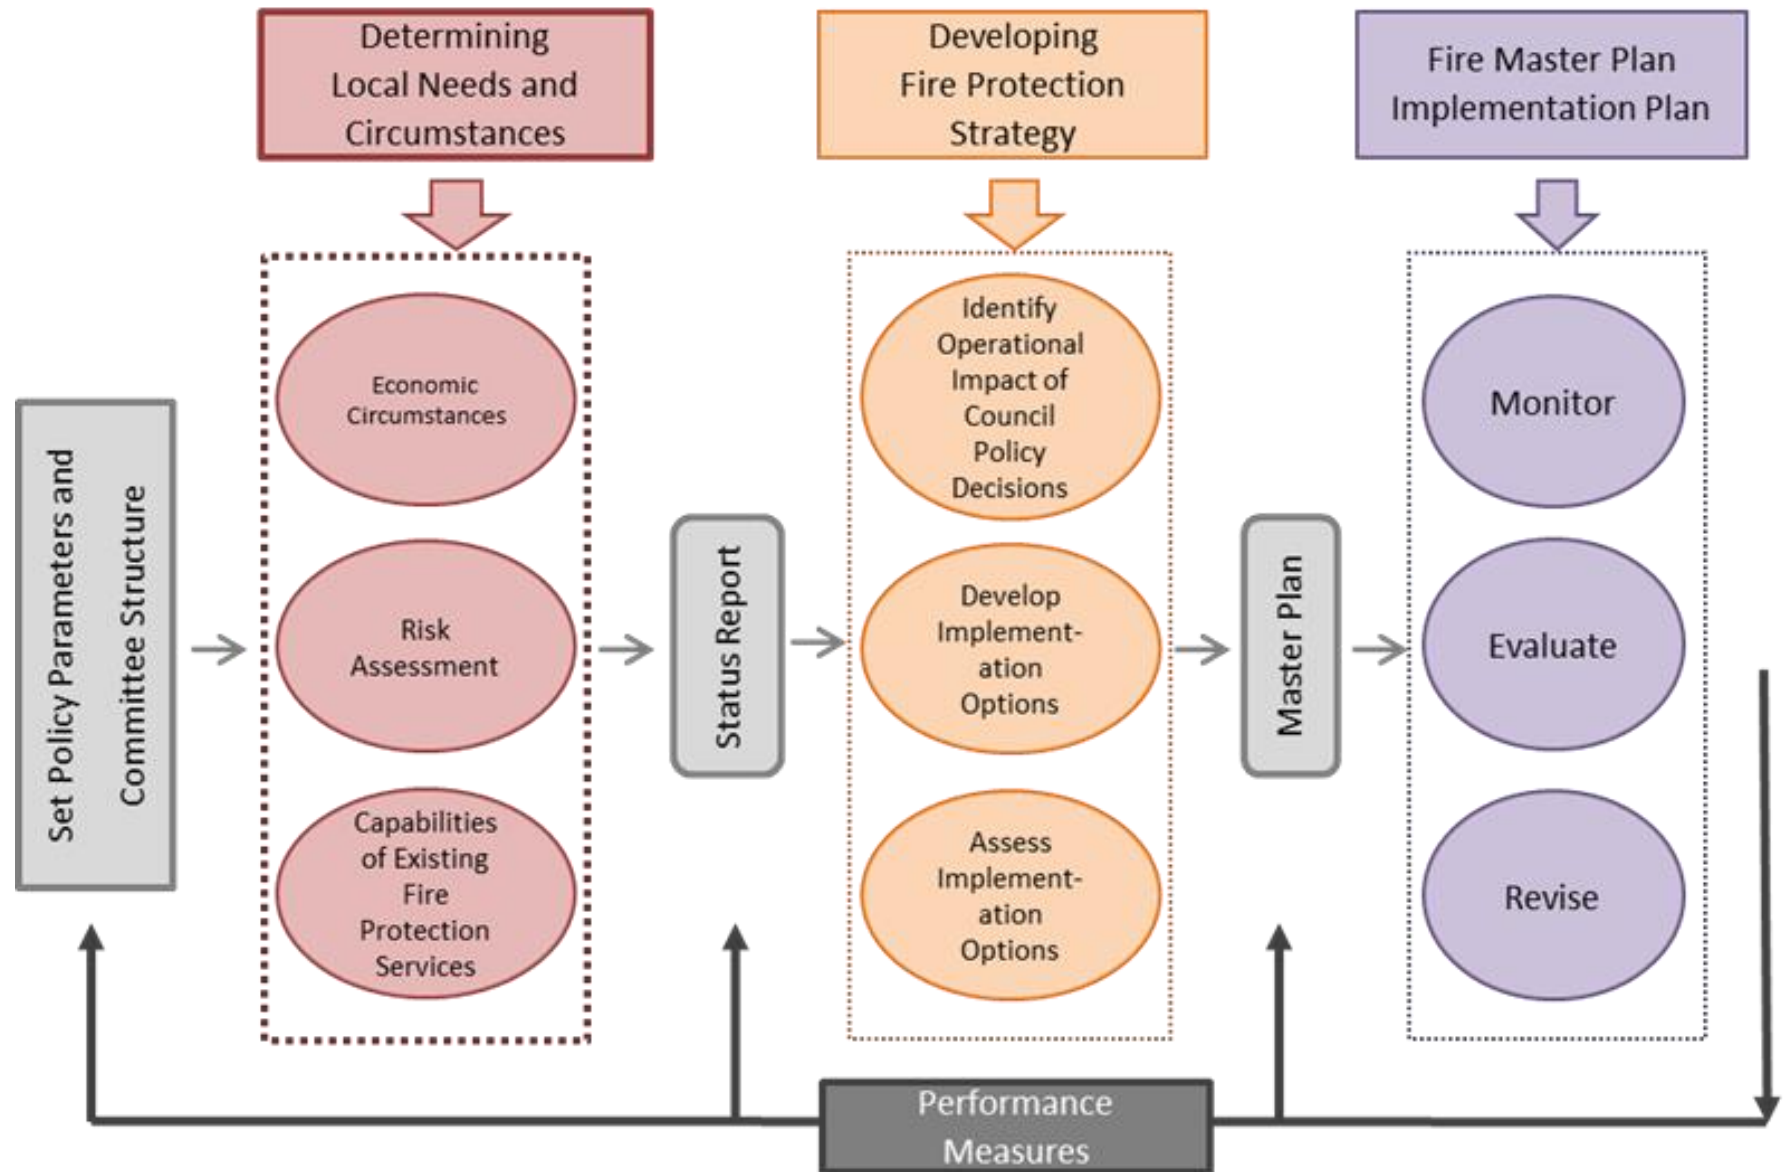 Determining
Local Needs and
Circumstances
Developing
Fire Protection
Strategy
Fire Master Plan
Implementation Plan
Set Policy Parameters and
Committee Structure
Economic
Circumstances
Risk
Assessment
Capabilities
of Existing
Fire
Protection
Services
Status Report
Identify
Operational
Impact of
Council
Policy
Decisions
Develop
Implement-
ation
Options
Assess
Implement-
ation
Options
Master Plan
Monitor
Evaluate
Revise
Performance
Measures